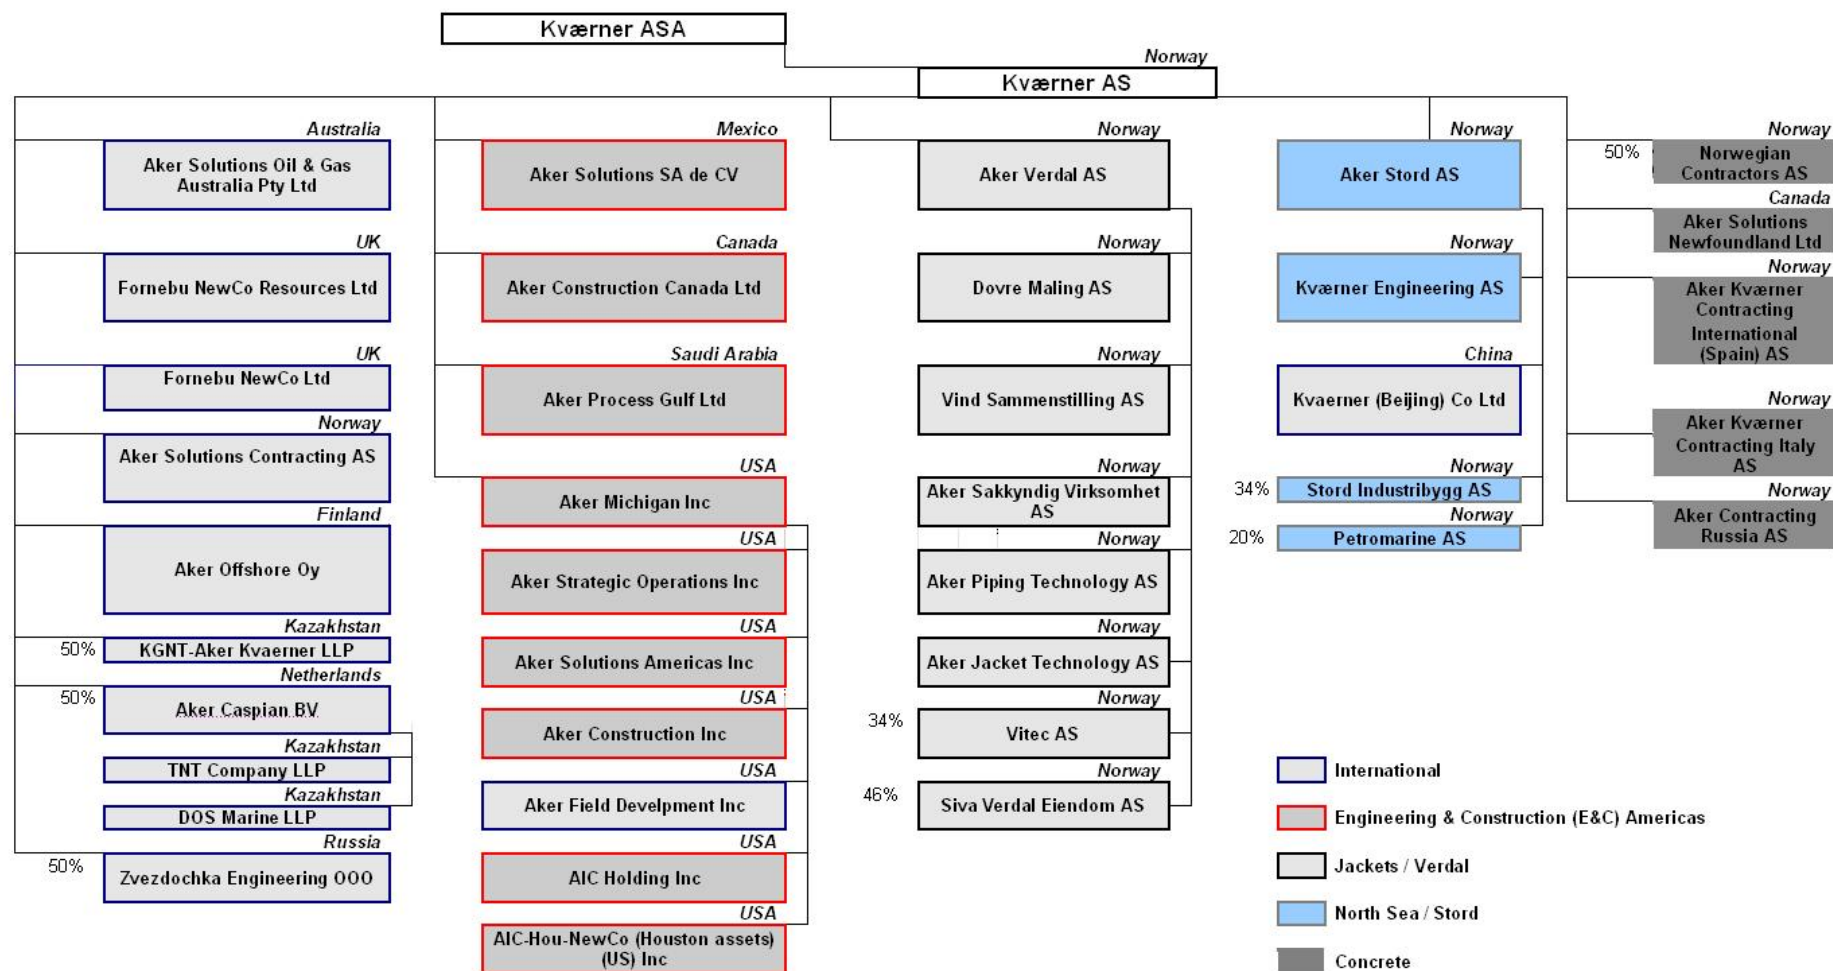 Kværner ASA
Norway
Kværner AS
Australia
Aker Solutions Oil & Gas
Australia Pty Ltd
UK
Fornebu NewCo Resources Ltd
UK
Fornebu NewCo Ltd
Norway
Aker Solutions Contracting AS
Finland
Aker Offshore Oy
Kazakhstan
50%
KGNT-Aker Kvaerner LLP
Netherlands
50%
Aker Caspian BV
Kazakhstan
TNT Company LLP
Kazakhstan
DOS Marine LLP
Russia
50%
Zvezdochka Engineering OOO
Mexico
Aker Solutions SA de CV
Canada
Aker Construction Canada Ltd
Saudi Arabia
Aker Process Gulf Ltd
USA
Aker Michigan Inc
USA
Aker Strategic Operations Inc
USA
Aker Solutions Americas Inc
USA
Aker Construction Inc
USA
Aker Field Develpment Inc
USA
AIC Holding Inc
USA
AIC-Hou-NewCo (Houston assets)
(US) Inc
Norway
Aker Verdal AS
Norway
Dovre Maling AS
Norway
Vind Sammenstilling AS
Norway
Aker Sakkyndig Virksomhet
AS
Norway
Aker Piping Technology AS
Norway
Aker Jacket Technology AS
Norway
34%
Vitec AS
Norway
46%
Siva Verdal Eiendom AS
Norway
Aker Stord AS
Norway
Kværner Engineering AS
China
Kvaerner (Beijing) Co Ltd
Norway
34%
Stord Industribygg AS
Norway
20%
Petromarine AS
Norway
50%
Norwegian
Contractors AS
Canada
Aker Solutions
Newfoundland Ltd
Norway
Aker Kværner
Contracting
International
(Spain) AS
Norway
Aker Kværner
Contracting Italy
AS
Norway
Aker Contracting
Russia AS
International
Engineering & Construction (E&C) Americas
Jackets / Verdal
North Sea / Stord
Concrete